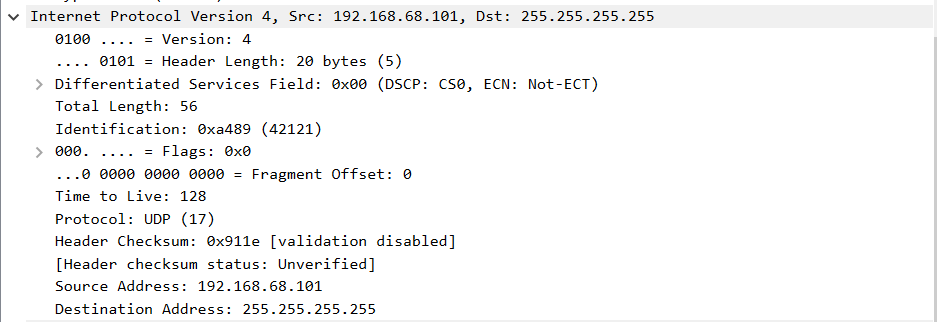 Internet Protocol Version 4, Src: 192.168.68.101, Dst: 255.255.255.255
0100 .... = Version: 4
.... 0101 = Header Length: 20 bytes (5)
Differentiated Services Field: 0x00 (DSCP: CS0, ECN: Not-ECT)
Total Length: 56
Identification: 0xa489 (42121)
000. .... = Flags: 0x0
...0 0000 0000 0000 = Fragment Offset: 0
Time to Live: 128
Protocol: UDP (17)
Header Checksum: 0x911e [validation disabled]
[Header checksum status: Unverified]
Source Address: 192.168.68.101
Destination Address: 255.255.255.255